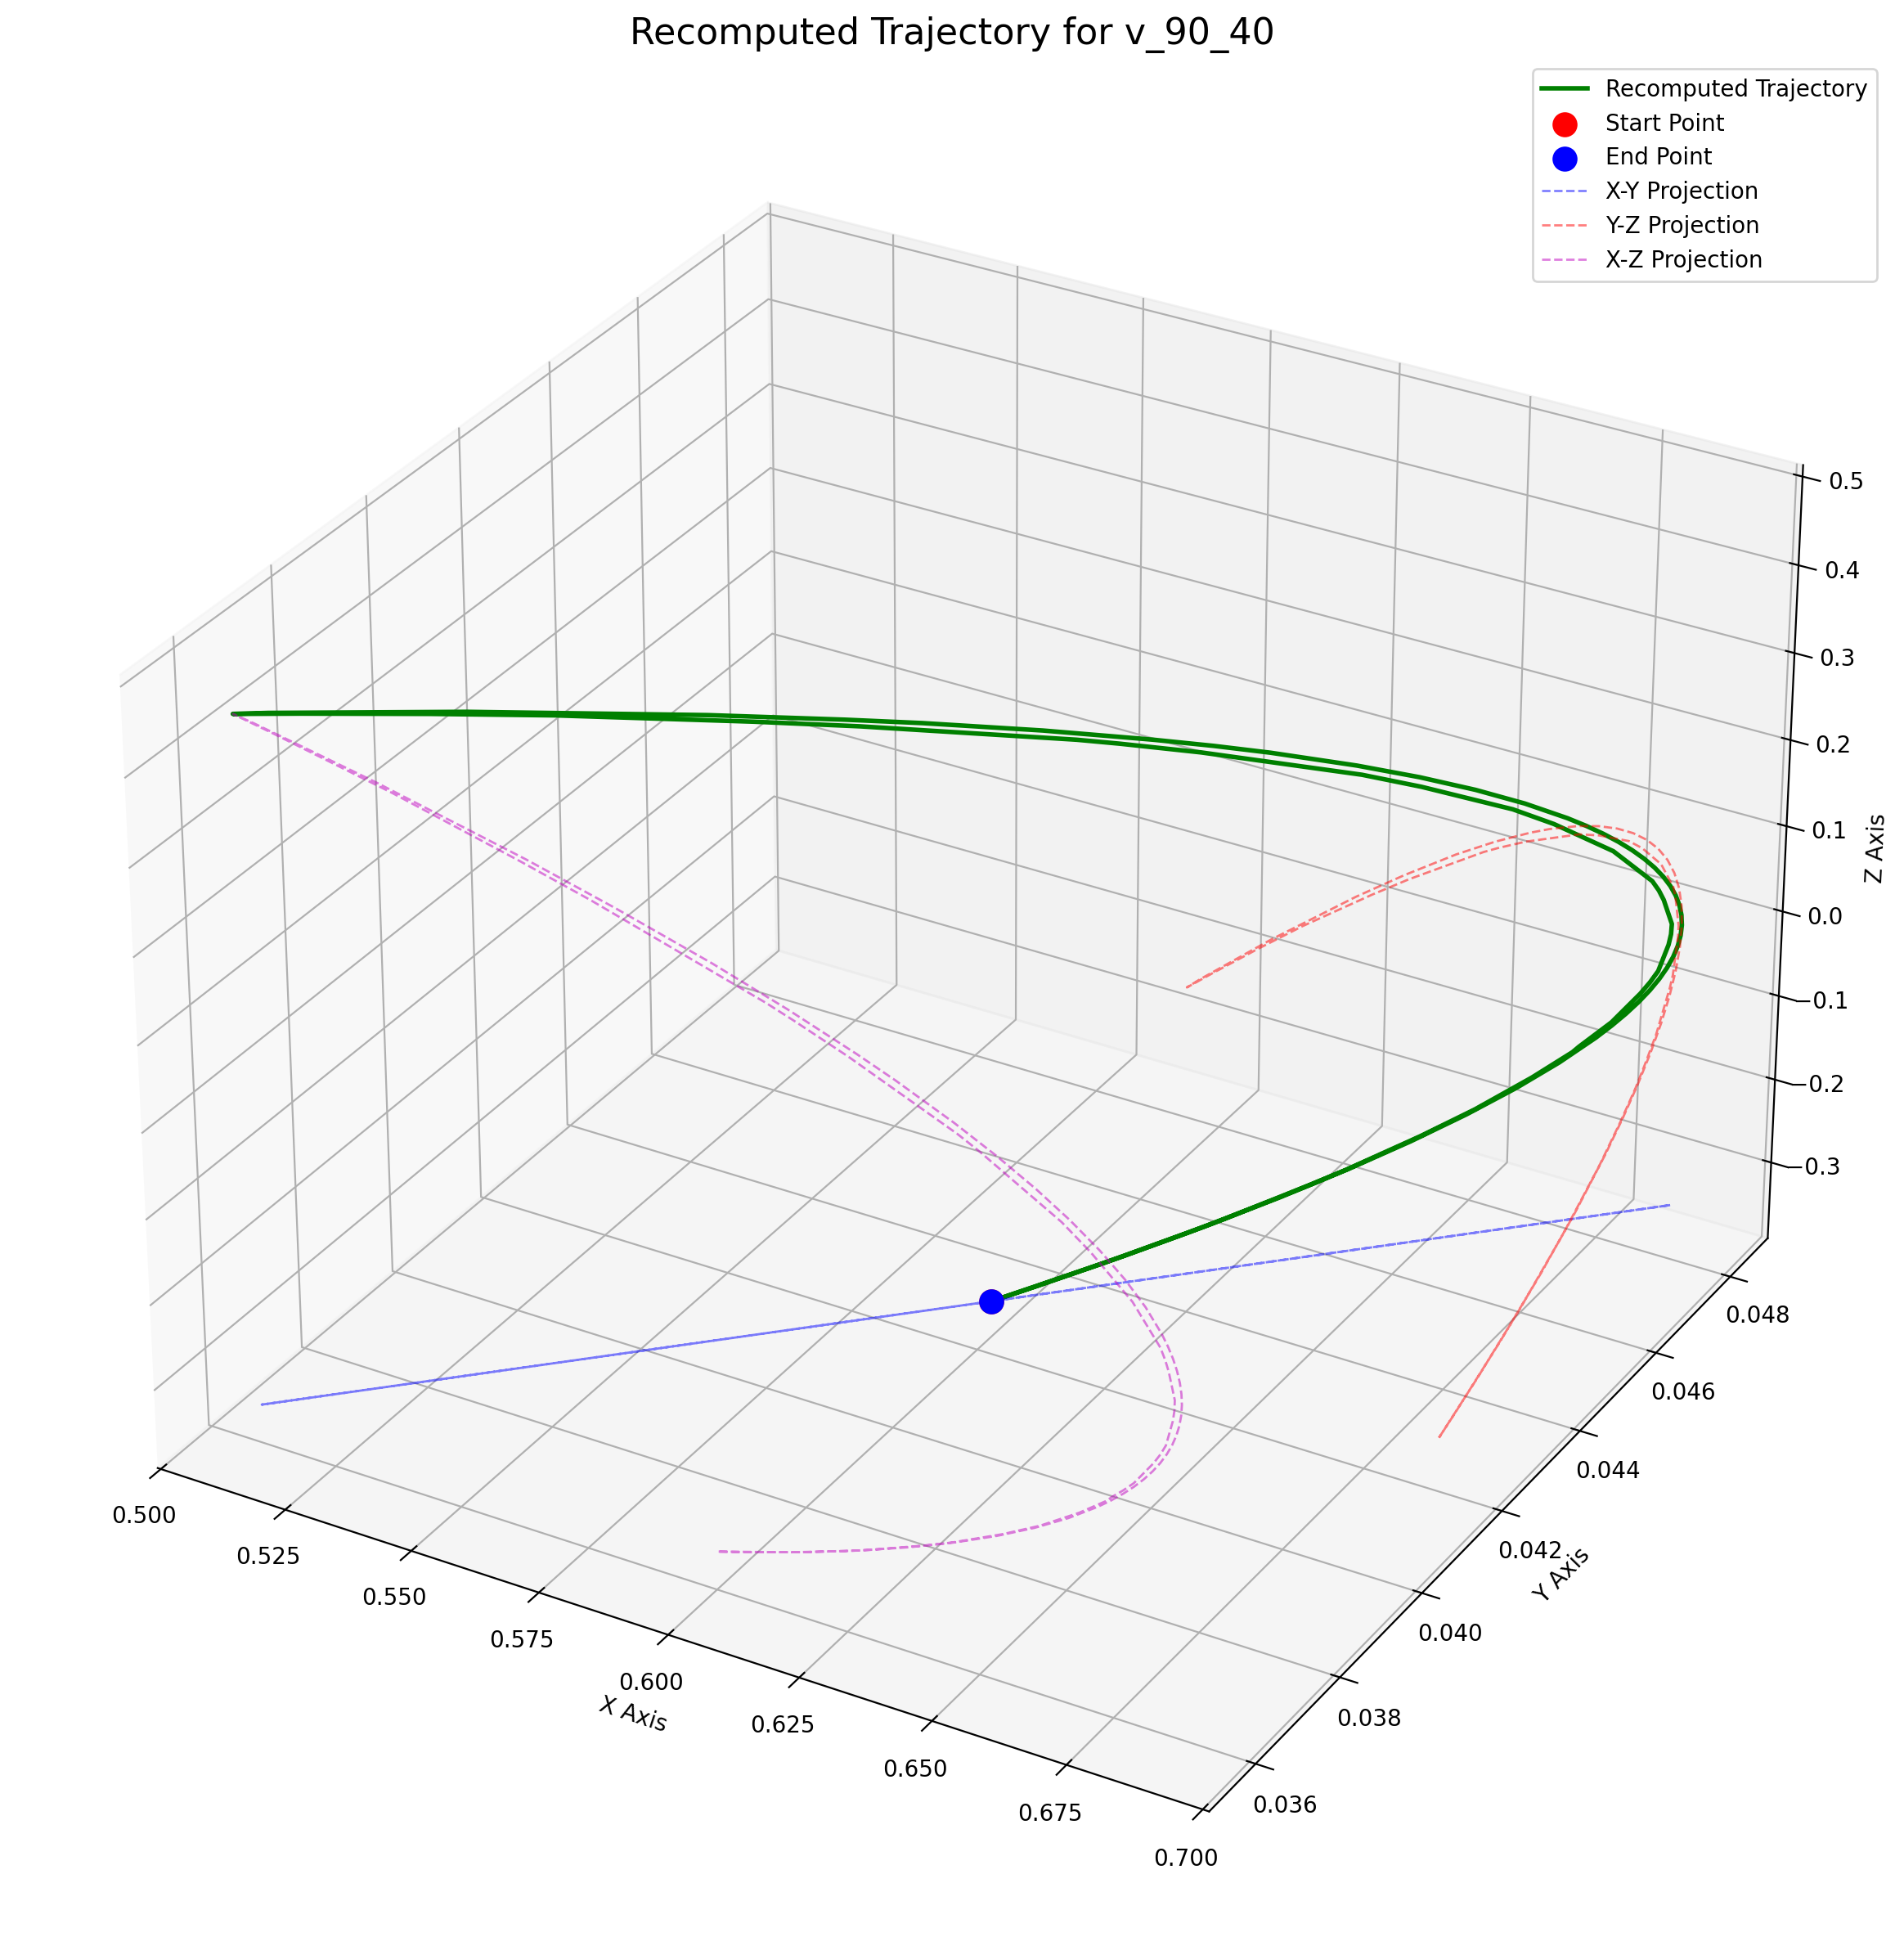 Recomputed Trajectory for v_90_40
Recomputed Trajectory
Start Point
End Point
X-Y Projection
Y-Z Projection
X-Z Projection
0.5
0.4
0.3
0.2
0.1
0.0
−0.1
−0.2
−0.3
Z Axis
0.048
0.046
0.044
0.042
0.040
0.038
0.036
Y Axis
0.500
0.525
0.550
0.575
0.600
0.625
0.650
0.675
0.700
X Axis